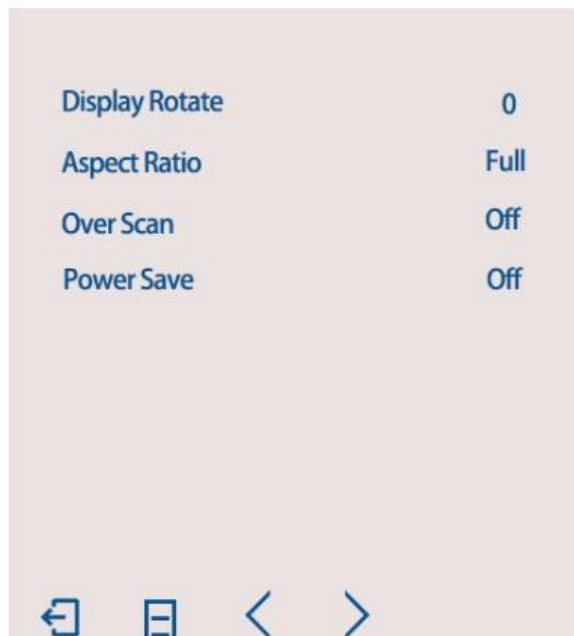 Display Rotate 0
Aspect Ratio Full
Over Scan Off
Power Save Off